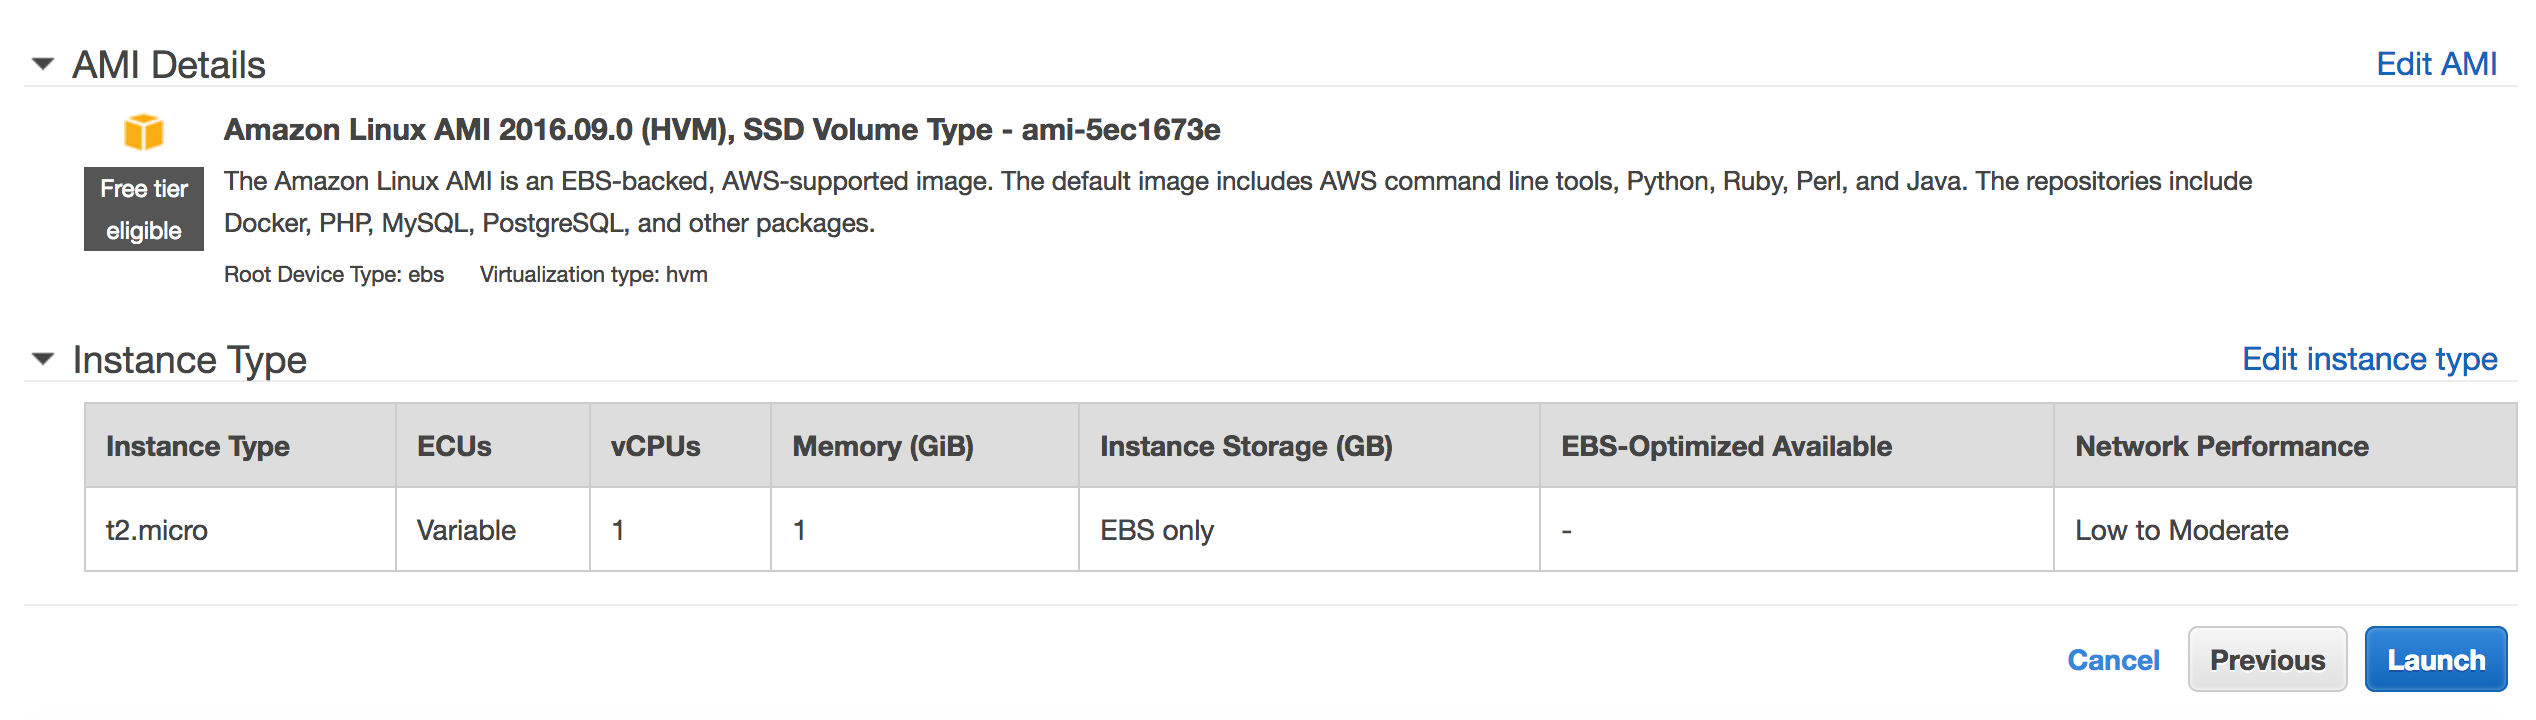 AMI Details
Edit AMI
Amazon Linux AMI 2016.09.0 (HVM), SSD Volume Type - ami-5ec1673e
Free tier
eligible
The Amazon Linux AMI is an EBS-backed, AWS-supported image. The default image includes AWS command line tools, Python, Ruby, Perl, and Java. The repositories include
Docker, PHP, MySQL, PostgreSQL, and other packages.
Root Device Type: ebs Virtualization type: hvm
Instance Type
Edit instance type
Instance Type ECUs vCPUs Memory (GiB) Instance Storage (GB) EBS-Optimized Available Network Performance
t2.micro Variable 1 1 EBS only - Low to Moderate
Cancel Previous Launch